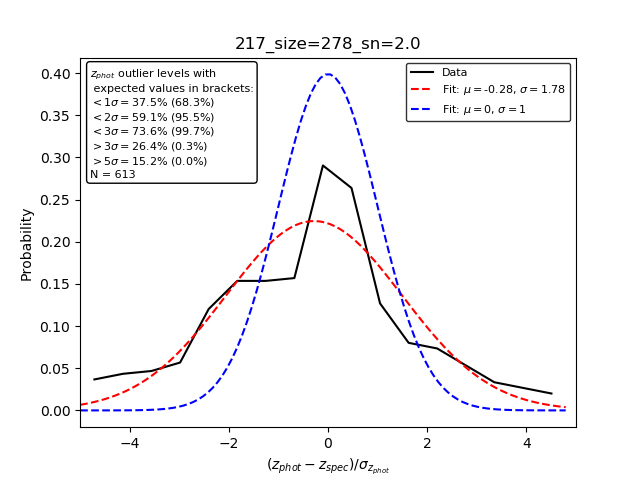 217_size=278_sn=2.0
z_phot outlier levels with
expected values in brackets:
< 1σ = 37.5% (68.3%)
< 2σ = 59.1% (95.5%)
< 3σ = 73.6% (99.7%)
> 3σ = 26.4% (0.3%)
> 5σ = 15.2% (0.0%)
N = 613
Data
Fit: μ = -0.28, σ = 1.78
Fit: μ = 0, σ = 1
0.40
0.35
0.30
0.25
0.20
0.15
0.10
0.05
0.00
Probability
−4 −2 0 2 4
(z_phot − z_spec)/σ_z_phot